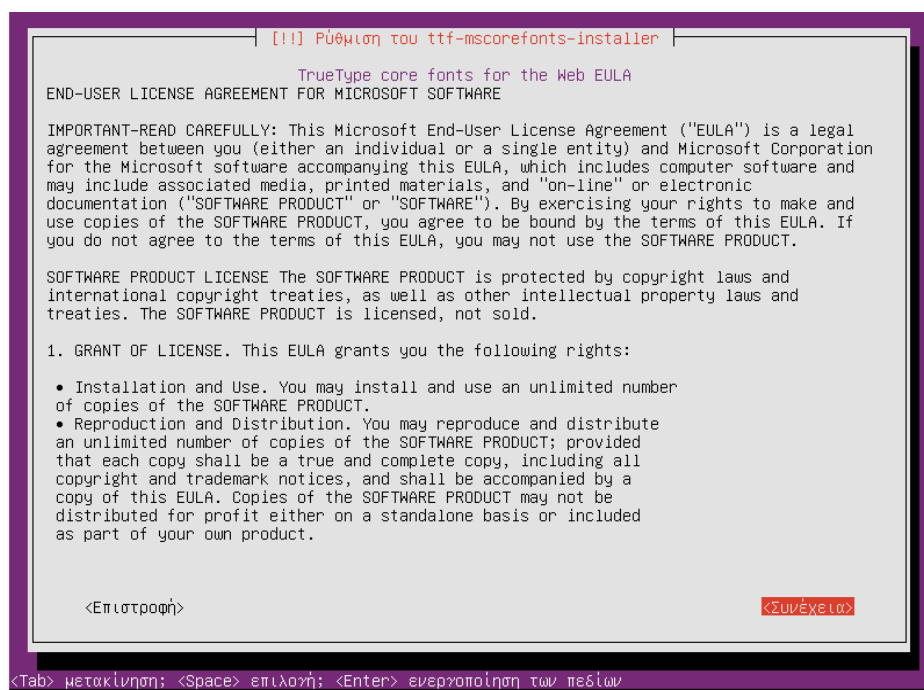 [!!] Ρύθμιση του ttf-mscorefonts-installer
TrueType core fonts for the Web EULA
END-USER LICENSE AGREEMENT FOR MICROSOFT SOFTWARE
IMPORTANT-READ CAREFULLY: This Microsoft End-User License Agreement ("EULA") is a legal
agreement between you (either an individual or a single entity) and Microsoft Corporation
for the Microsoft software accompanying this EULA, which includes computer software and
may include associated media, printed materials, and "on-line" or electronic
documentation ("SOFTWARE PRODUCT" or "SOFTWARE"). By exercising your rights to make and
use copies of the SOFTWARE PRODUCT, you agree to be bound by the terms of this EULA. If
you do not agree to the terms of this EULA, you may not use the SOFTWARE PRODUCT.
SOFTWARE PRODUCT LICENSE The SOFTWARE PRODUCT is protected by copyright laws and
international copyright treaties, as well as other intellectual property laws and
treaties. The SOFTWARE PRODUCT is licensed, not sold.
1. GRANT OF LICENSE. This EULA grants you the following rights:
• Installation and Use. You may install and use an unlimited number
of copies of the SOFTWARE PRODUCT.
• Reproduction and Distribution. You may reproduce and distribute
an unlimited number of copies of the SOFTWARE PRODUCT; provided
that each copy shall be a true and complete copy, including all
copyright and trademark notices, and shall be accompanied by a
copy of this EULA. Copies of the SOFTWARE PRODUCT may not be
distributed for profit either on a standalone basis or included
as part of your own product.
<Επιστροφή> <Συνέχεια>
<Tab> μετακίνηση; <Space> επιλογή; <Enter> ενεργοποίηση των πεδίων